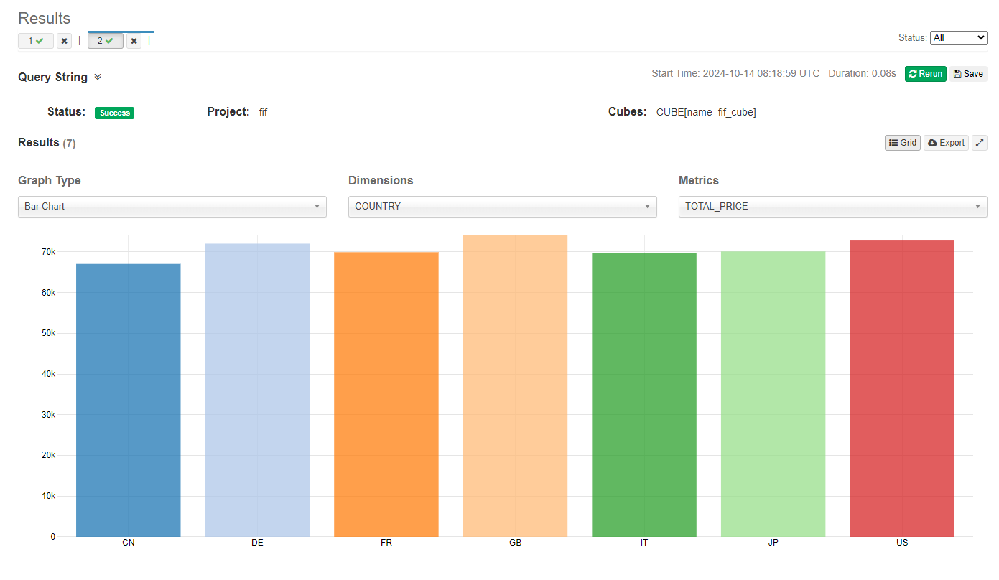 Results
1 ✔ ✖ | 2 ✔ ✖ |
Status: All
Query String
Start Time: 2024-10-14 08:18:59 UTC Duration: 0.08s Rerun Save
Status: Success Project: fif Cubes: CUBE[name=fif_cube]
Results (7)
Grid Export
Graph Type Dimensions Metrics
Bar Chart COUNTRY TOTAL_PRICE
70k
60k
50k
40k
30k
20k
10k
0
CN DE FR GB IT JP US